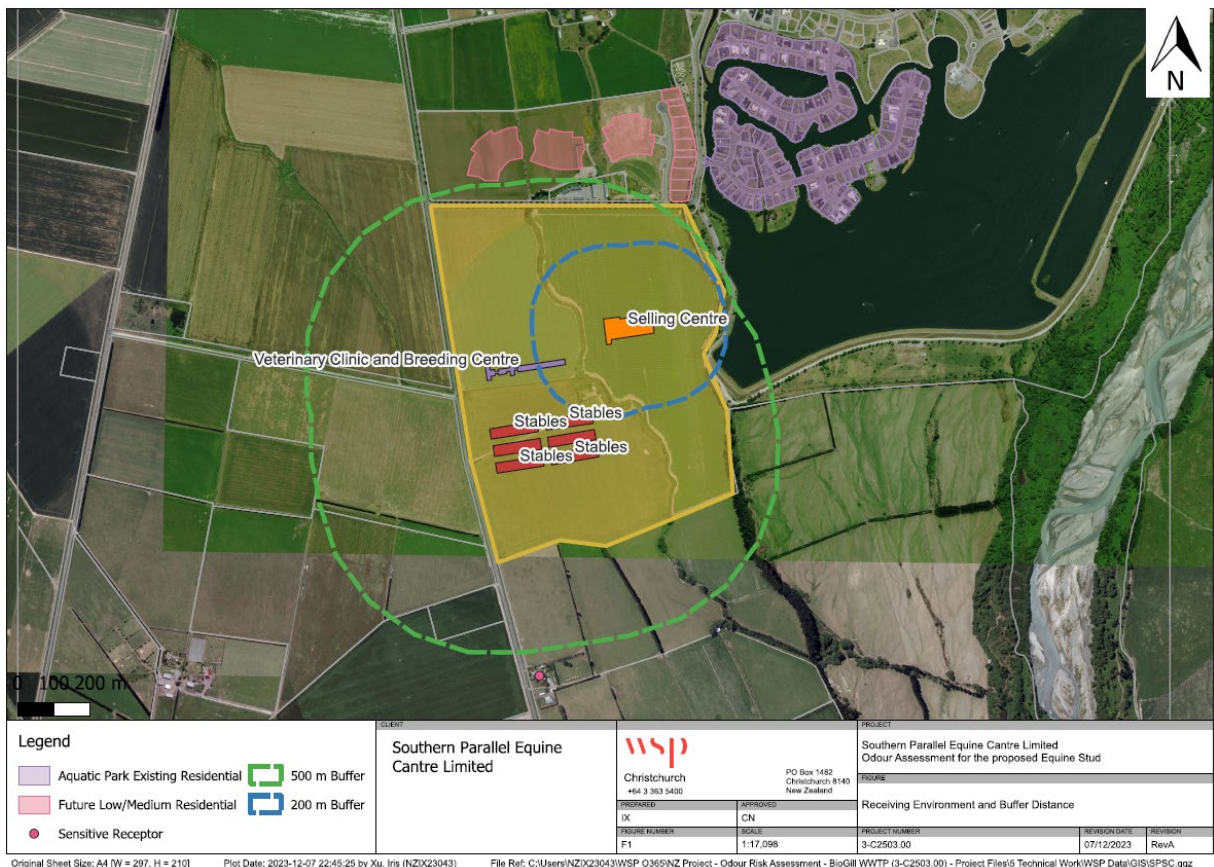 N
Selling Centre
Veterinary Clinic and Breeding Centre
Stables
Stables
Stables
Stables
0 100 200 m
Legend
Aquatic Park Existing Residential
500 m Buffer
Future Low/Medium Residential
200 m Buffer
Sensitive Receptor
CLIENT
Southern Parallel Equine
Cantre Limited
wsp
Christchurch
+64 3 363 5400
PO Box 1482
Christchurch 8140
New Zealand
PREPARED
APPROVED
IX
CN
FIGURE NUMBER
SCALE
F1
1:17,098
PROJECT
Southern Parallel Equine Cantre Limited
Odour Assessment for the proposed Equine Stud
FIGURE
Receiving Environment and Buffer Distance
PROJECT NUMBER
REVISION DATE
REVISION
3-C2503.00
07/12/2023
RevA
Original Sheet Size: A4 [W = 297, H = 210]
Plot Date: 2023-12-07 22:45:25 by Xu, Iris (NZIX23043)
File Ref: C:\Users\NZIX23043\WSP O365\NZ Project - Odour Risk Assessment - BioGill WWTP (3-C2503.00) - Project Files\5 Technical Work\WSP Data\GIS\SPSC.qgz